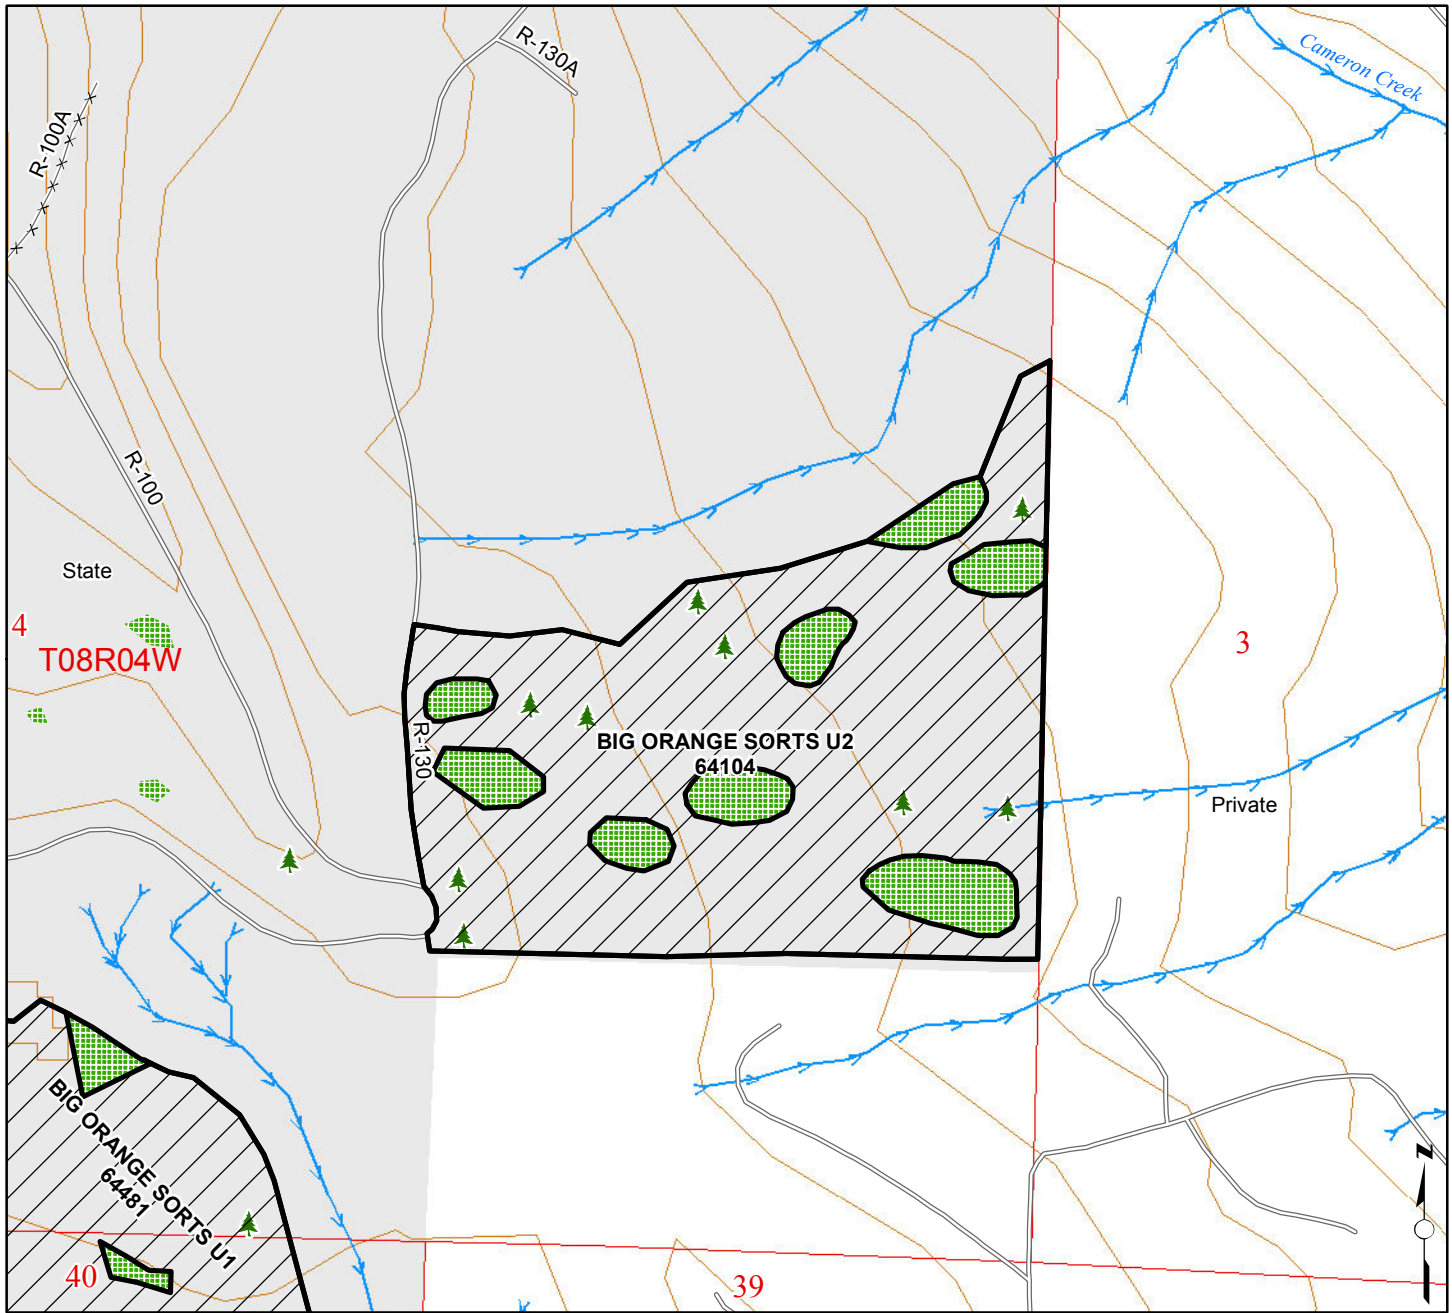 R-130A
Cameron Creek
R-100A
R-100
State
4
T08R04W
3
R-130
BIG ORANGE SORTS U2
64104
Private
BIG ORANGE SORTS U1
64481
N
40
39